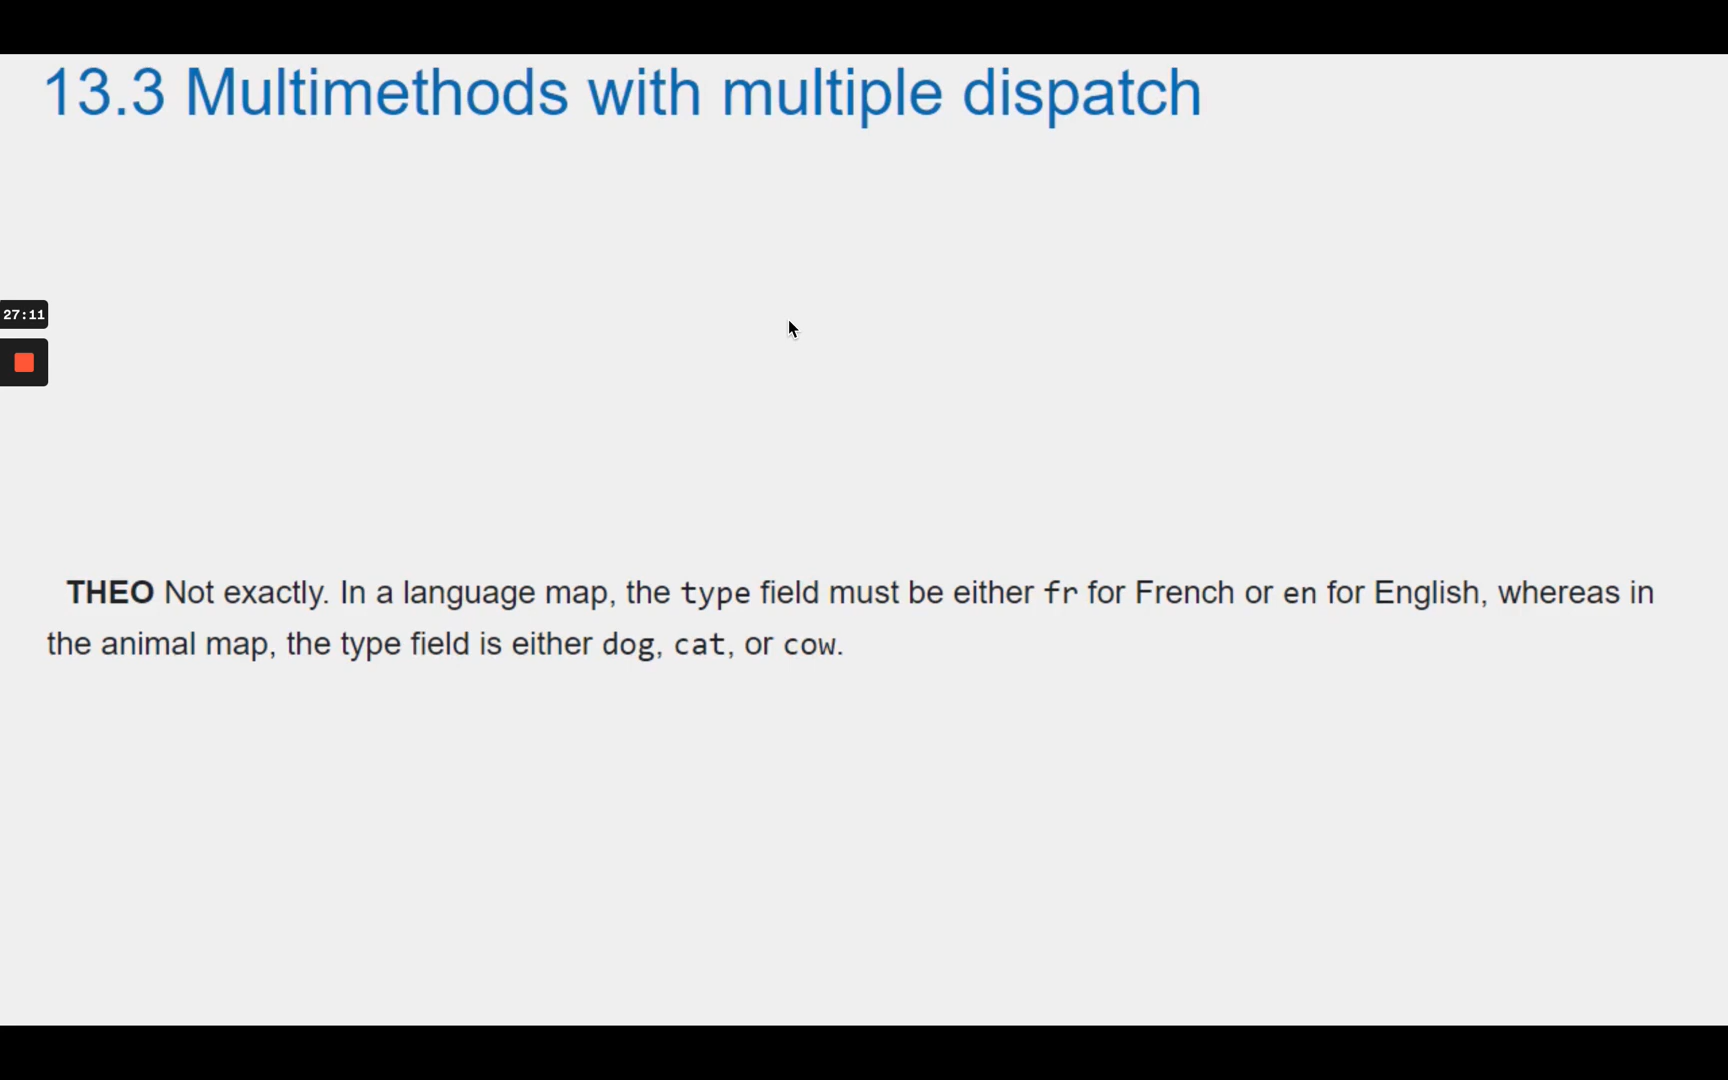 13.3 Multimethods with multiple dispatch
27:11
THEO Not exactly. In a language map, the type field must be either fr for French or en for English, whereas in
the animal map, the type field is either dog, cat, or cow.